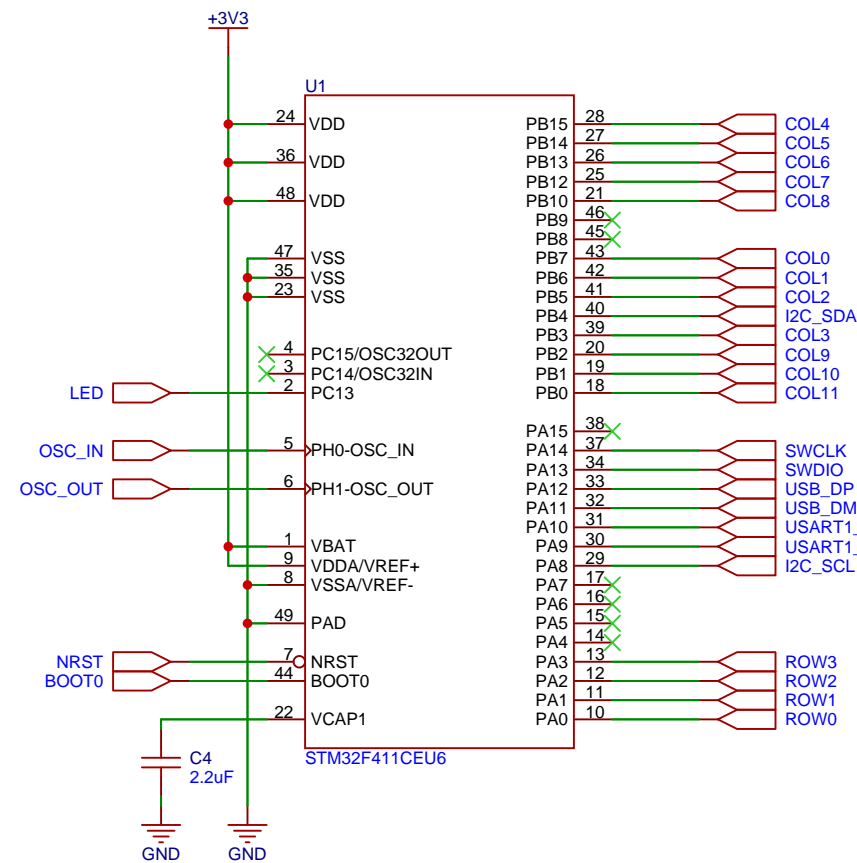 +3V3
U1
24 VDD
36 VDD
48 VDD
47 VSS
35 VSS
23 VSS
4 PC15/OSC32OUT
3 PC14/OSC32IN
LED 2 PC13
OSC_IN 5 PH0-OSC_IN
OSC_OUT 6 PH1-OSC_OUT
1 VBAT
9 VDDA/VREF+
8 VSSA/VREF-
49 PAD
NRST 7 NRST
BOOT0 44 BOOT0
22 VCAP1
PB15 28 COL4
PB14 27 COL5
PB13 26 COL6
PB12 25 COL7
PB10 21 COL8
PB9 46
PB8 45
PB7 43 COL0
PB6 42 COL1
PB5 41 COL2
PB4 40 I2C_SDA
PB3 39 COL3
PB2 20 COL9
PB1 19 COL10
PB0 18 COL11
PA15 38
PA14 37 SWCLK
PA13 34 SWDIO
PA12 33 USB_DP
PA11 32 USB_DM
PA10 31 USART1_
PA9 30 USART1_
PA8 29 I2C_SCL
PA7 17
PA6 16
PA5 15
PA4 14
PA3 13 ROW3
PA2 12 ROW2
PA1 11 ROW1
PA0 10 ROW0
STM32F411CEU6
C4
2.2uF
GND
GND